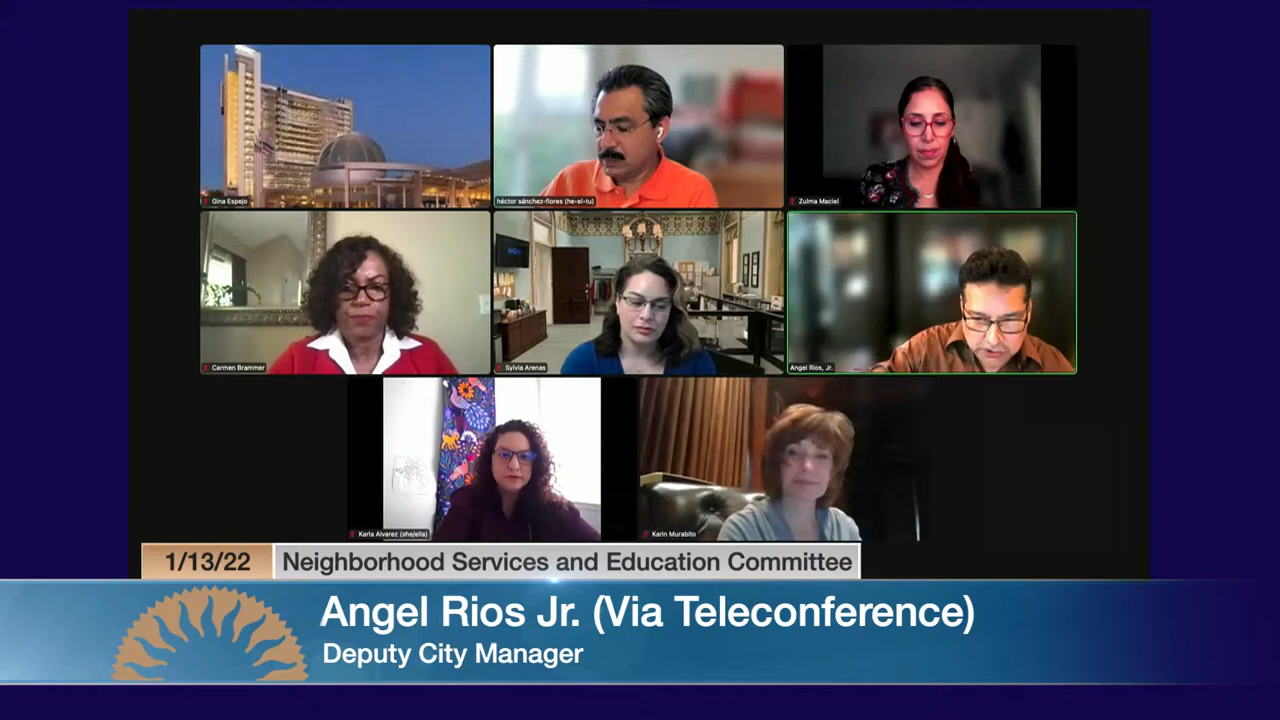 Gina Espejo
héctor sánchez-flores (he-el-tu)
Zulma Maciel
Carmen Brammer
Sylvia Arenas
Angel Rios, Jr.
Karla Alvarez (she/ella)
Karin Murabito
1/13/22
Neighborhood Services and Education Committee
Angel Rios Jr. (Via Teleconference)
Deputy City Manager